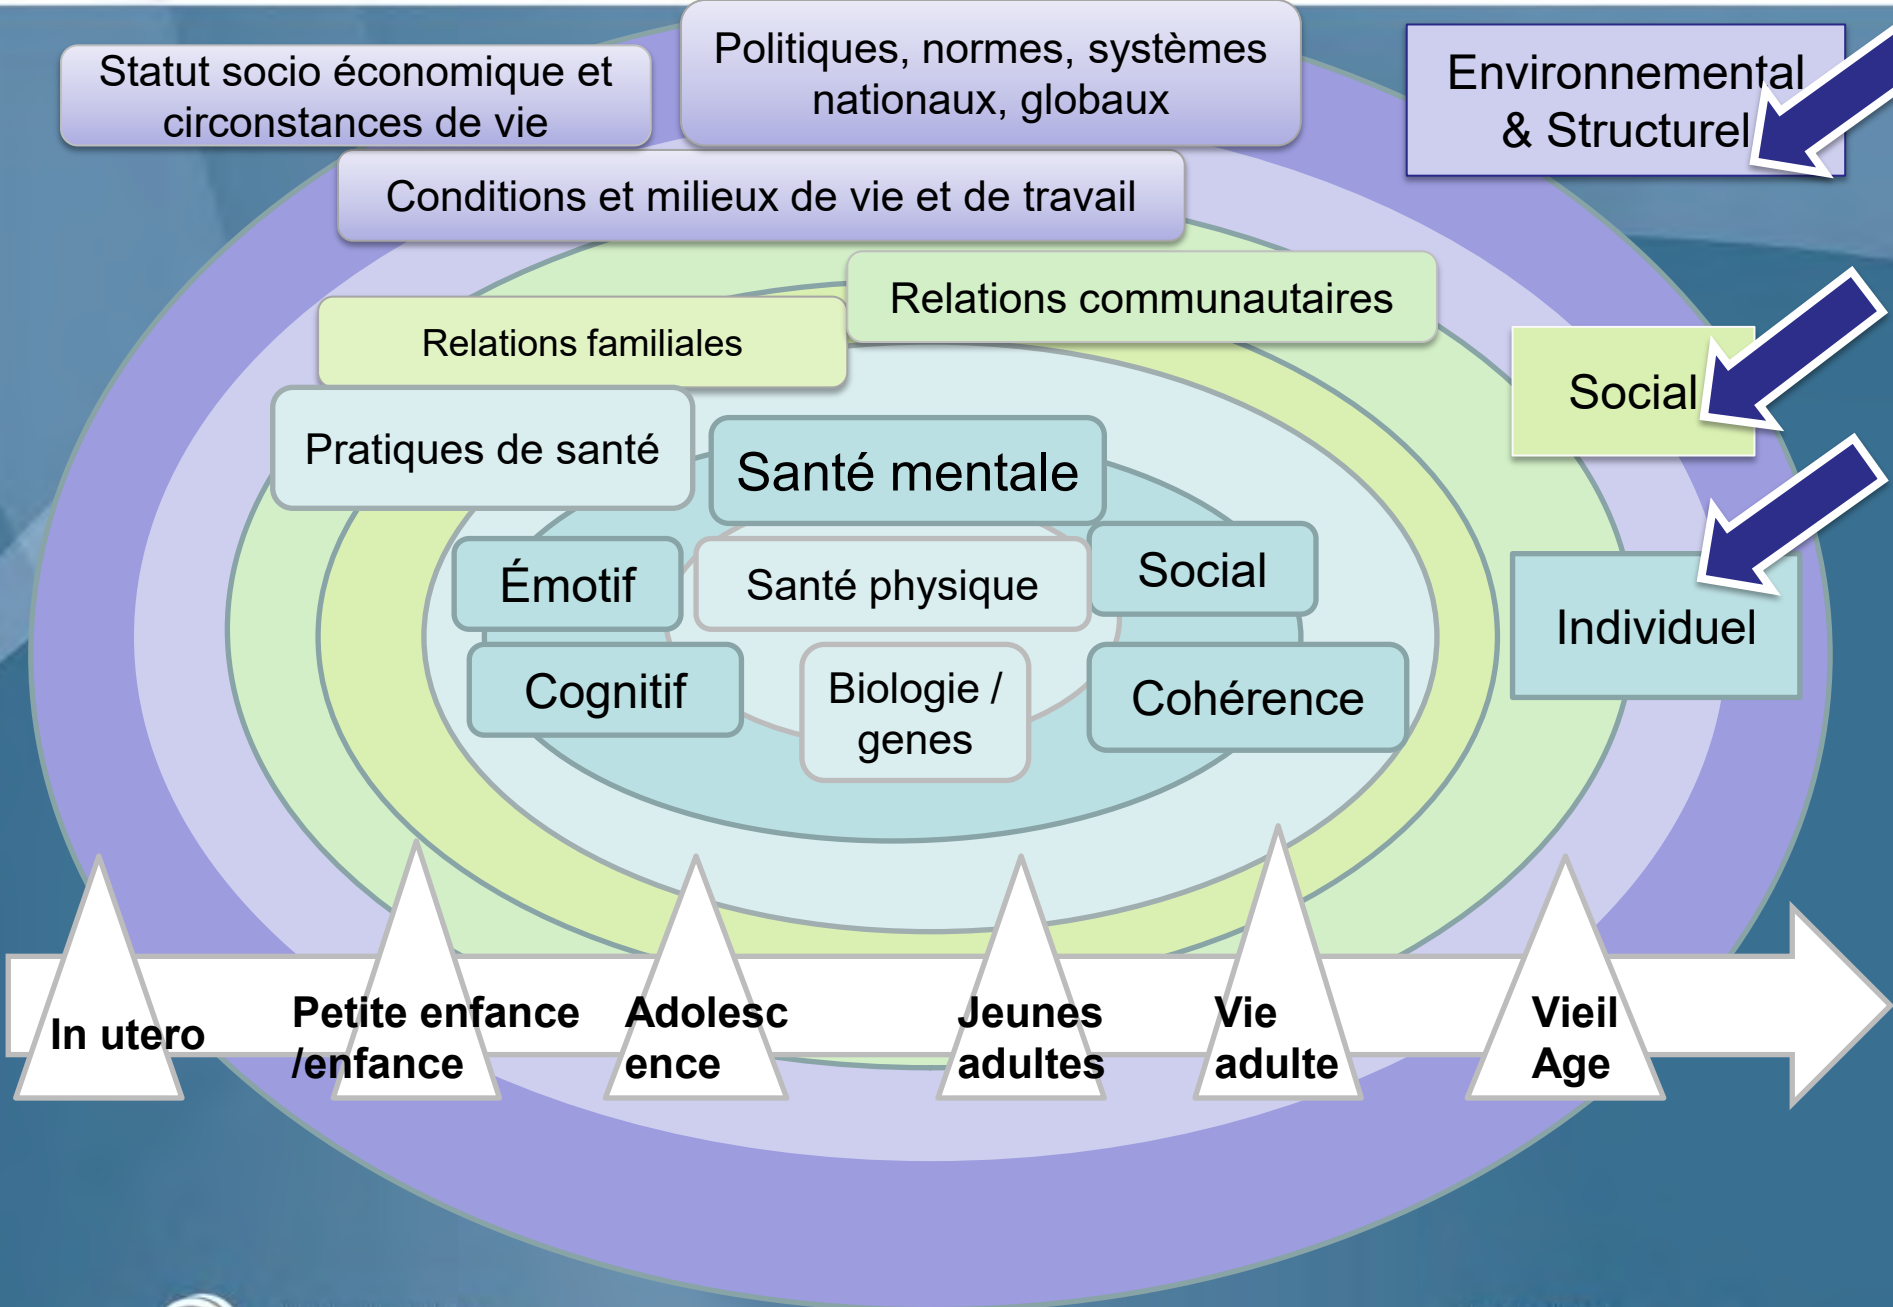 Statut socio économique et
circonstances de vie
Politiques, normes, systèmes
nationaux, globaux
Environnemental
& Structurel
Conditions et milieux de vie et de travail
Relations communautaires
Relations familiales
Social
Pratiques de santé
Santé mentale
Émotif
Santé physique
Social
Individuel
Cognitif
Biologie /
genes
Cohérence
In utero
Petite enfance
/enfance
Adolesc
ence
Jeunes
adultes
Vie
adulte
Vieil
Age